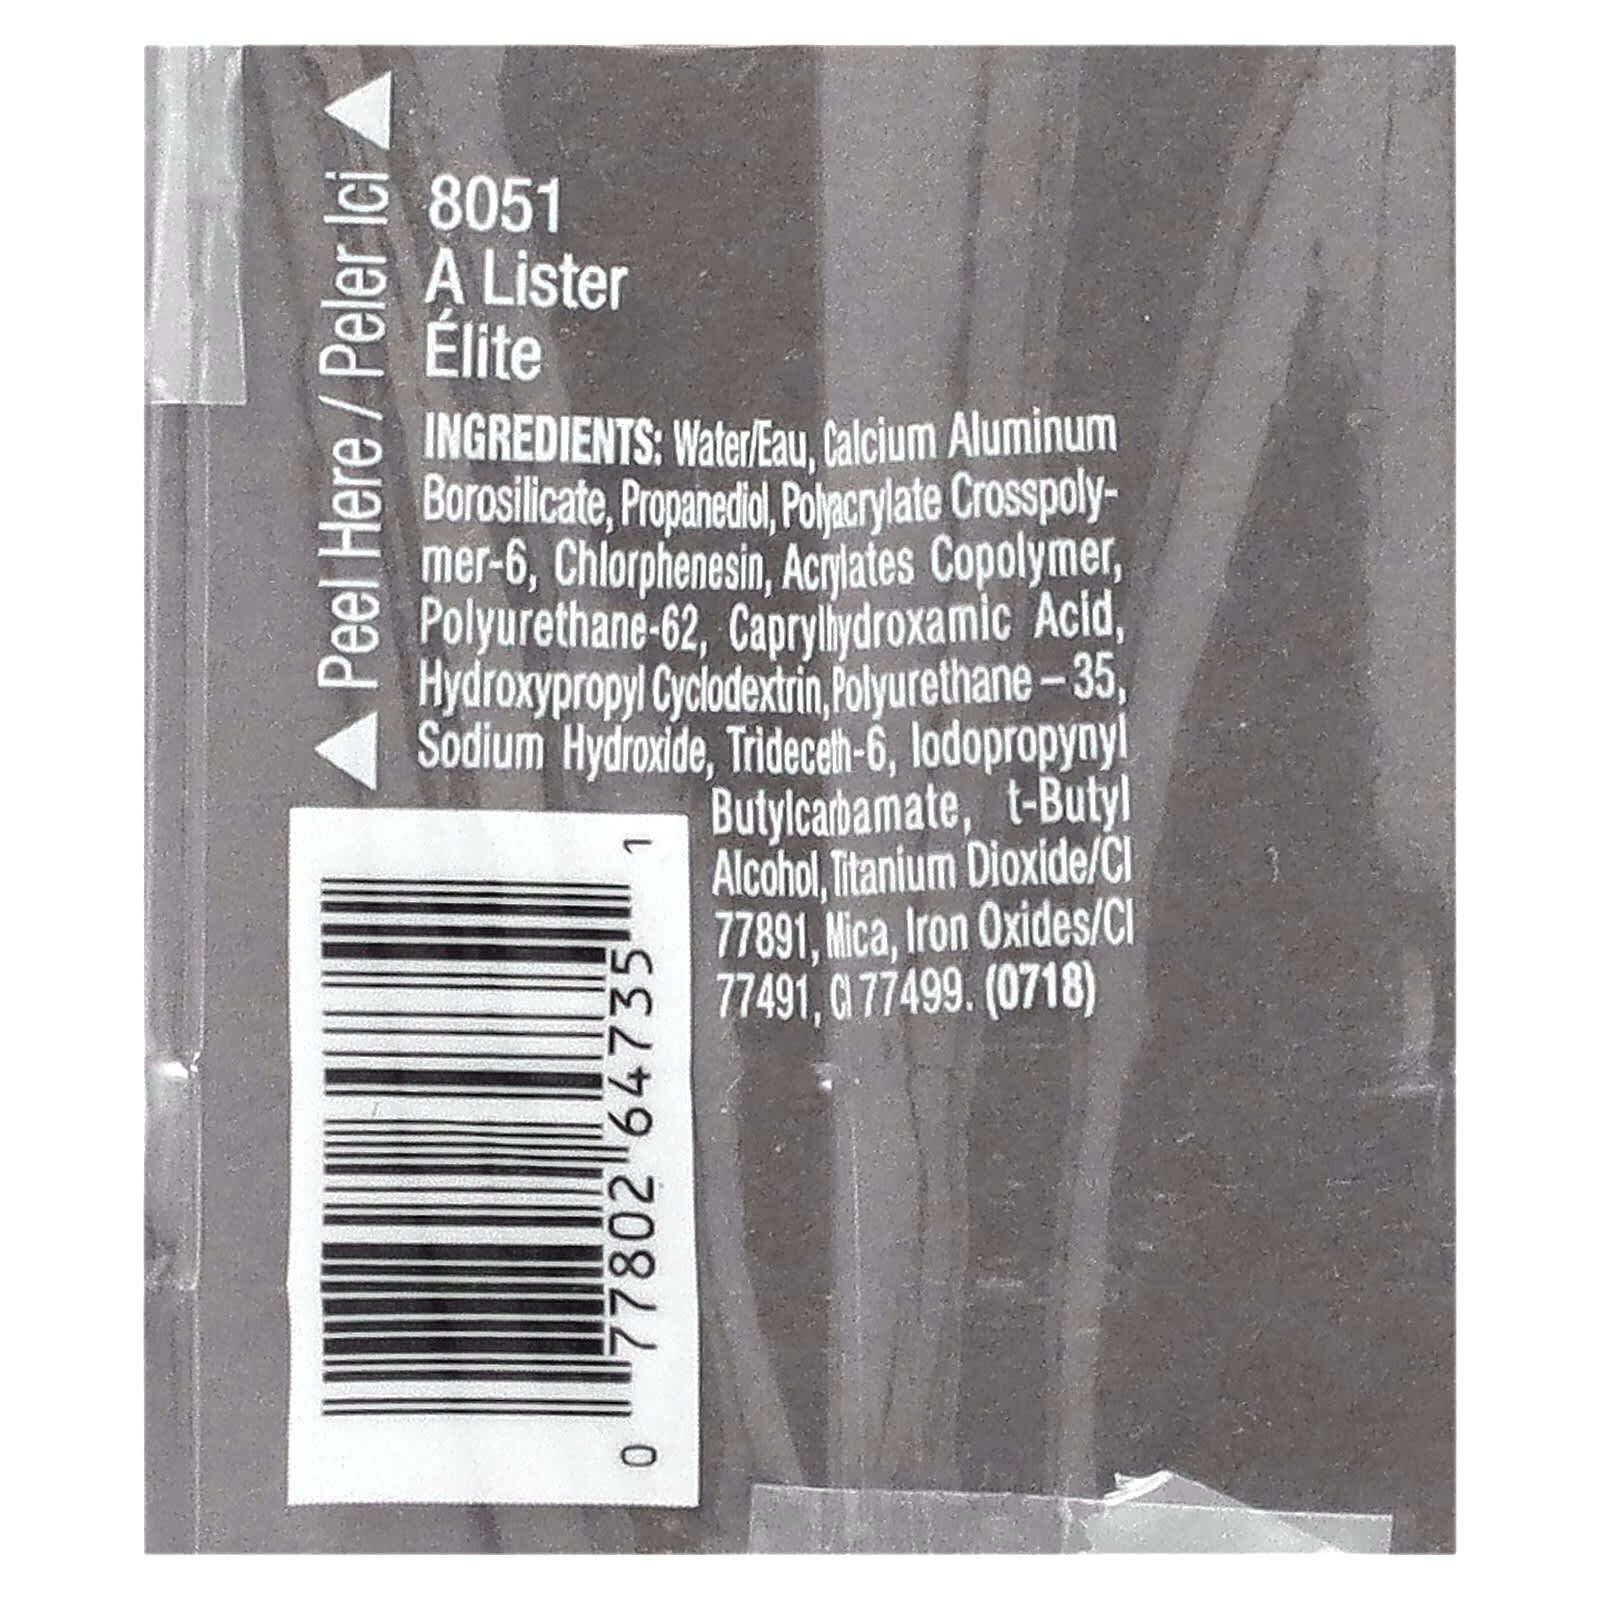 Peel Here / Peler Ici
8051
A Lister
Élite
INGREDIENTS: Water/Eau, Calcium Aluminum
Borosilicate, Propanediol, Polyacrylate Crosspoly-
mer-6, Chlorphenesin, Acrylates Copolymer,
Polyurethane-62, Caprylhydroxamic Acid,
Hydroxypropyl Cyclodextrin, Polyurethane – 35,
Sodium Hydroxide, Trideceth-6, Iodopropynyl
Butylcarbamate, t-Butyl
Alcohol, Titanium Dioxide/CI
77891, Mica, Iron Oxides/CI
77491, CI 77499. (0718)
0 77802 64735 1